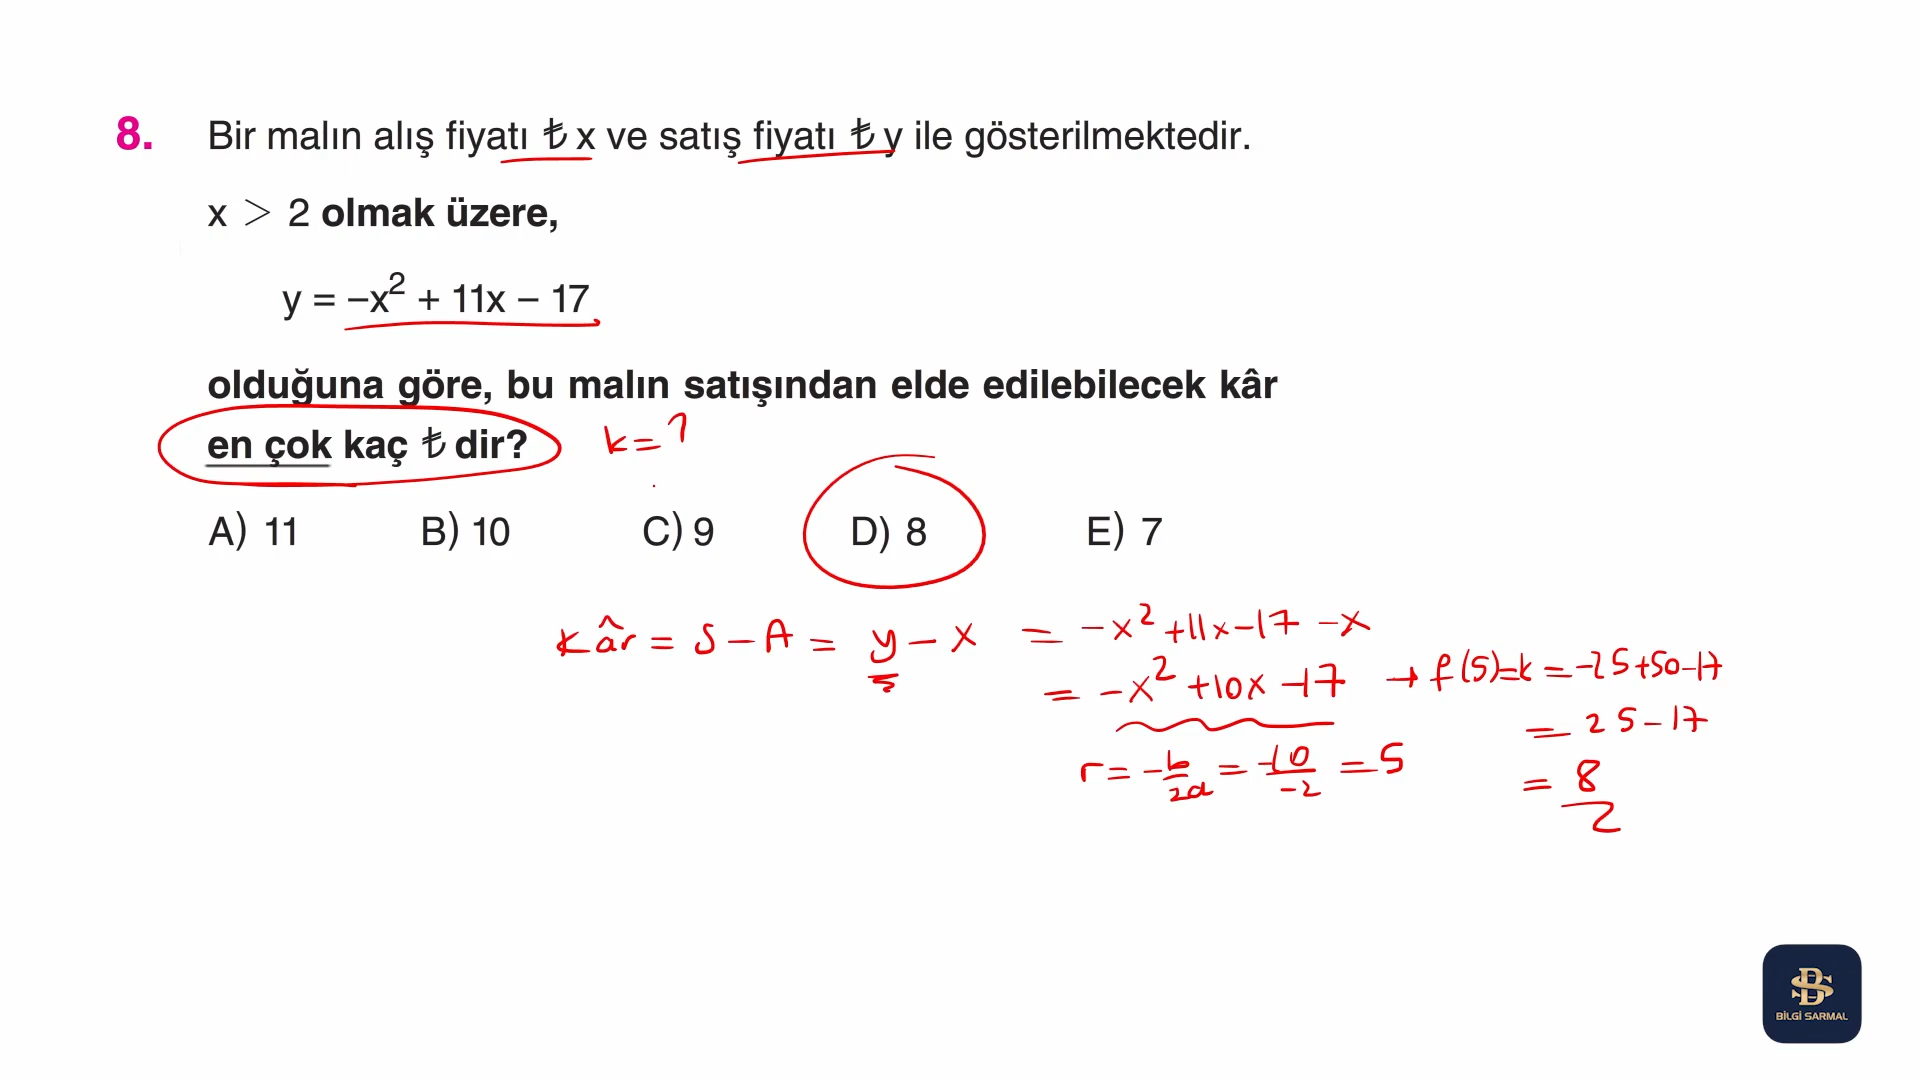 8. Bir malın alış fiyatı ₺ x ve satış fiyatı ₺ y ile gösterilmektedir.
x > 2 olmak üzere,
y = –x² + 11x – 17
olduğuna göre, bu malın satışından elde edilebilecek kâr
en çok kaç ₺ dir? k = ?
A) 11 B) 10 C) 9 D) 8 E) 7
kâr = S – A = y – x = –x² + 11x – 17 – x
= –x² + 10x – 17 → f(5) = k = –25 + 50 – 17
= 25 – 17
r = –b/2a = –10/–2 = 5
= 8
BİLGİ SARMAL